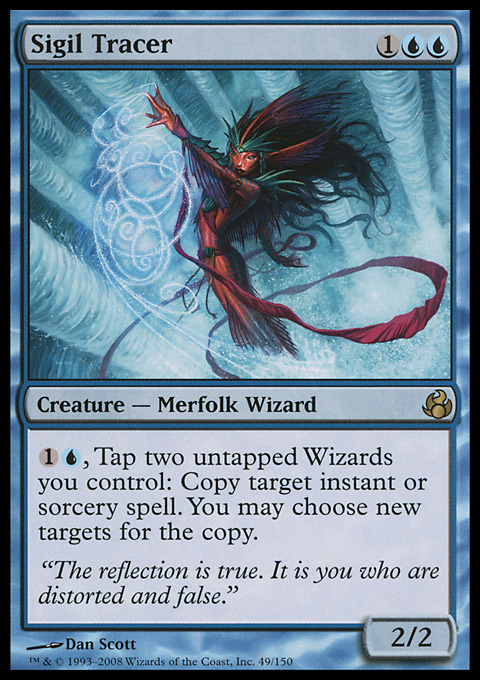 Sigil Tracer 1
Creature — Merfolk Wizard
1 , Tap two untapped Wizards
you control: Copy target instant or
sorcery spell. You may choose new
targets for the copy.
“The reflection is true. It is you who are
distorted and false.”
Dan Scott
2/2
™ & © 1993–2008 Wizards of the Coast, Inc. 49/150